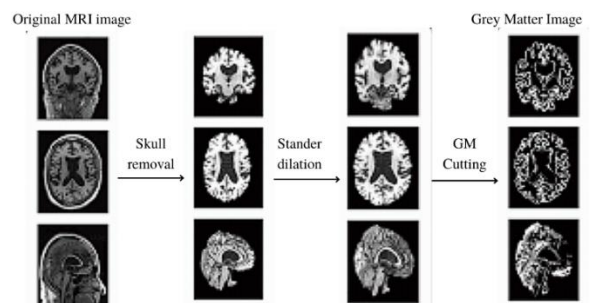 Original MRI image
Grey Matter Image
Skull
removal
Stander
dilation
GM
Cutting